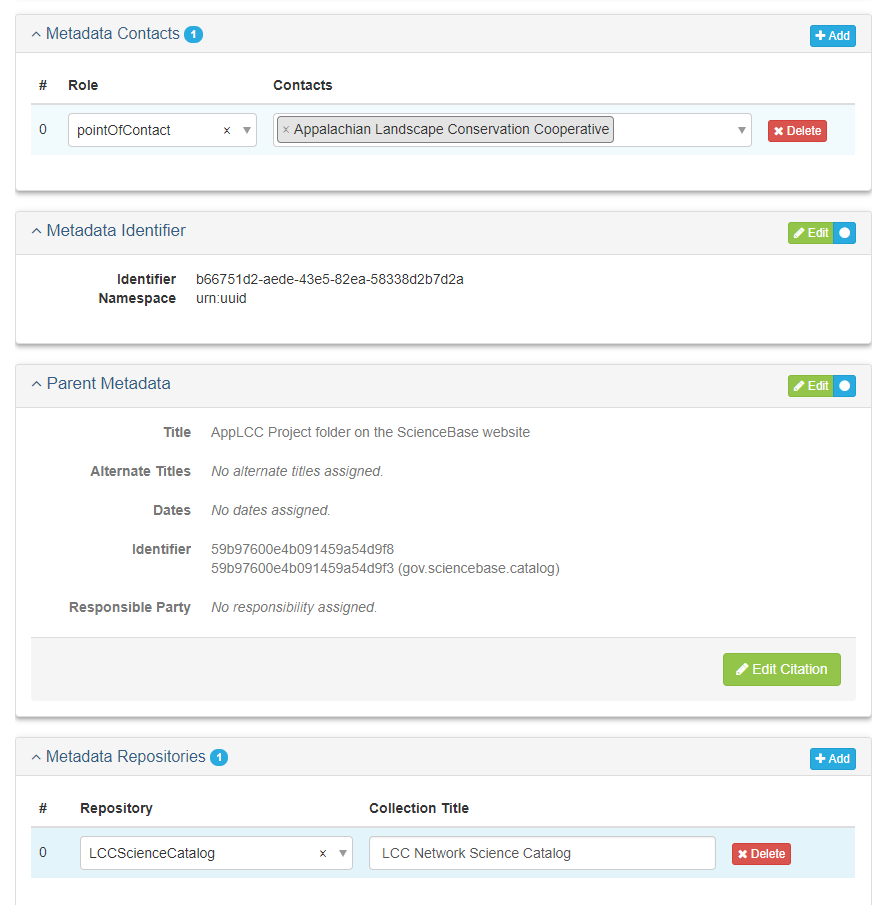 Metadata Contacts 1
Add
# Role Contacts
0 pointOfContact × × Appalachian Landscape Conservation Cooperative Delete
Metadata Identifier
Edit
Identifier b66751d2-aede-43e5-82ea-58338d2b7d2a
Namespace urn:uuid
Parent Metadata
Edit
Title AppLCC Project folder on the ScienceBase website
Alternate Titles No alternate titles assigned.
Dates No dates assigned.
Identifier 59b97600e4b091459a54d9f8
59b97600e4b091459a54d9f3 (gov.sciencebase.catalog)
Responsible Party No responsibility assigned.
Edit Citation
Metadata Repositories 1
Add
# Repository Collection Title
0 LCCScienceCatalog × LCC Network Science Catalog Delete